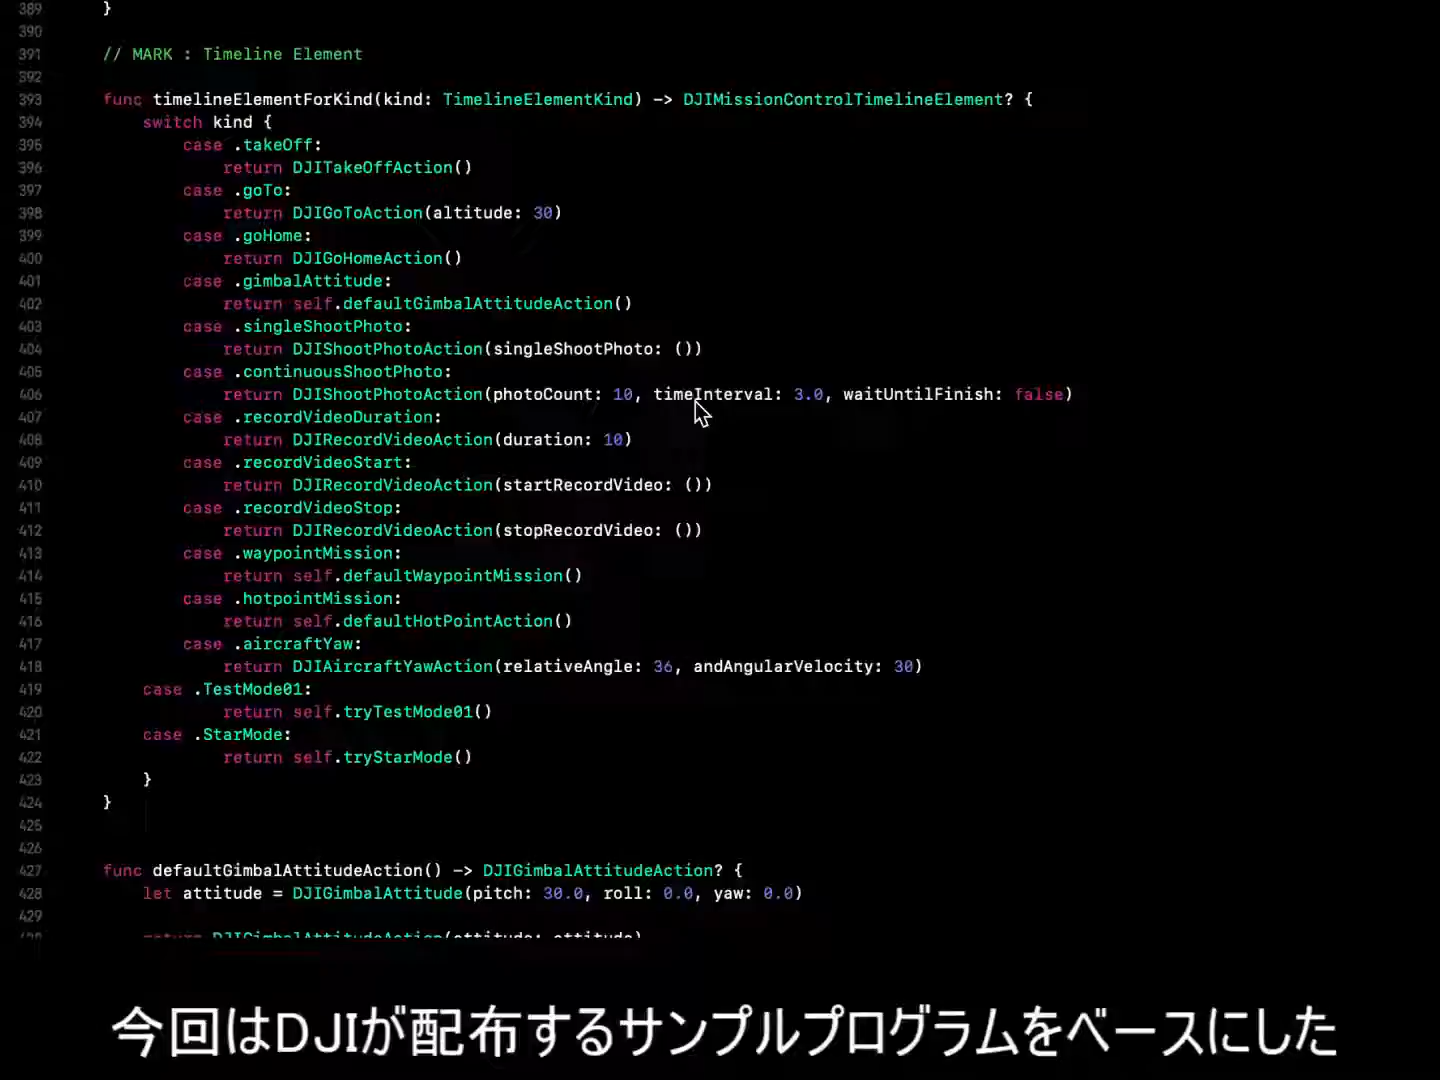 389 }
390
391 // MARK : Timeline Element
392
393 func timelineElementForKind(kind: TimelineElementKind) -> DJIMissionControlTimelineElement? {
394 switch kind {
395 case .takeOff:
396 return DJITakeOffAction()
397 case .goTo:
398 return DJIGoToAction(altitude: 30)
399 case .goHome:
400 return DJIGoHomeAction()
401 case .gimbalAttitude:
402 return self.defaultGimbalAttitudeAction()
403 case .singleShootPhoto:
404 return DJIShootPhotoAction(singleShootPhoto: ())
405 case .continuousShootPhoto:
406 return DJIShootPhotoAction(photoCount: 10, timeInterval: 3.0, waitUntilFinish: false)
407 case .recordVideoDuration:
408 return DJIRecordVideoAction(duration: 10)
409 case .recordVideoStart:
410 return DJIRecordVideoAction(startRecordVideo: ())
411 case .recordVideoStop:
412 return DJIRecordVideoAction(stopRecordVideo: ())
413 case .waypointMission:
414 return self.defaultWaypointMission()
415 case .hotpointMission:
416 return self.defaultHotPointAction()
417 case .aircraftYaw:
418 return DJIAircraftYawAction(relativeAngle: 36, andAngularVelocity: 30)
419 case .TestMode01:
420 return self.tryTestMode01()
421 case .StarMode:
422 return self.tryStarMode()
423 }
424 }
425
426
427 func defaultGimbalAttitudeAction() -> DJIGimbalAttitudeAction? {
428 let attitude = DJIGimbalAttitude(pitch: 30.0, roll: 0.0, yaw: 0.0)
429
430 return DJIGimbalAttitudeAction(attitude: attitude)
今回はDJIが配布するサンプルプログラムをベースにした